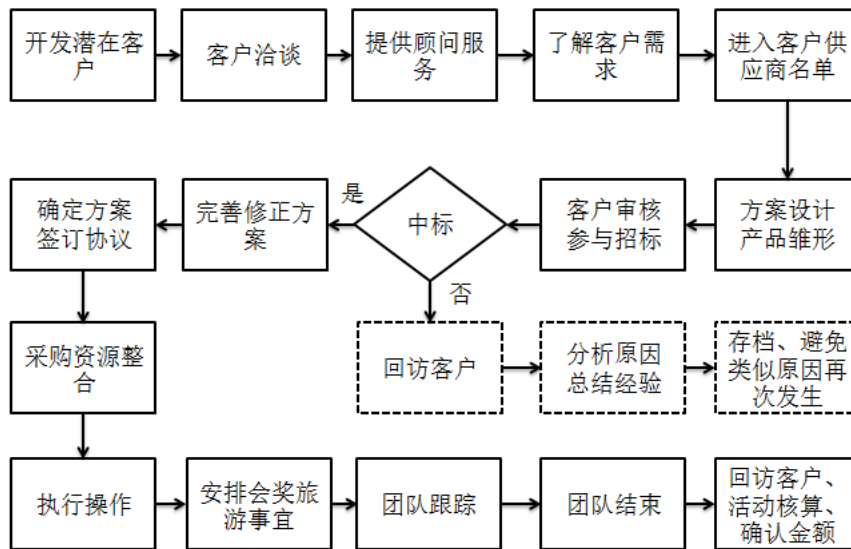 开发潜在客
户
客户洽谈
提供顾问服
务
了解客户需
求
进入客户供
应商名单
确定方案
签订协议
完善修正方
案
是
中标
客户审核
参与招标
方案设计
产品雏形
否
采购资源整
合
回访客户
分析原因
总结经验
存档、避免
类似原因再
次发生
执行操作
安排会奖旅
游事宜
团队跟踪
团队结束
回访客户、
活动核算、
确认金额